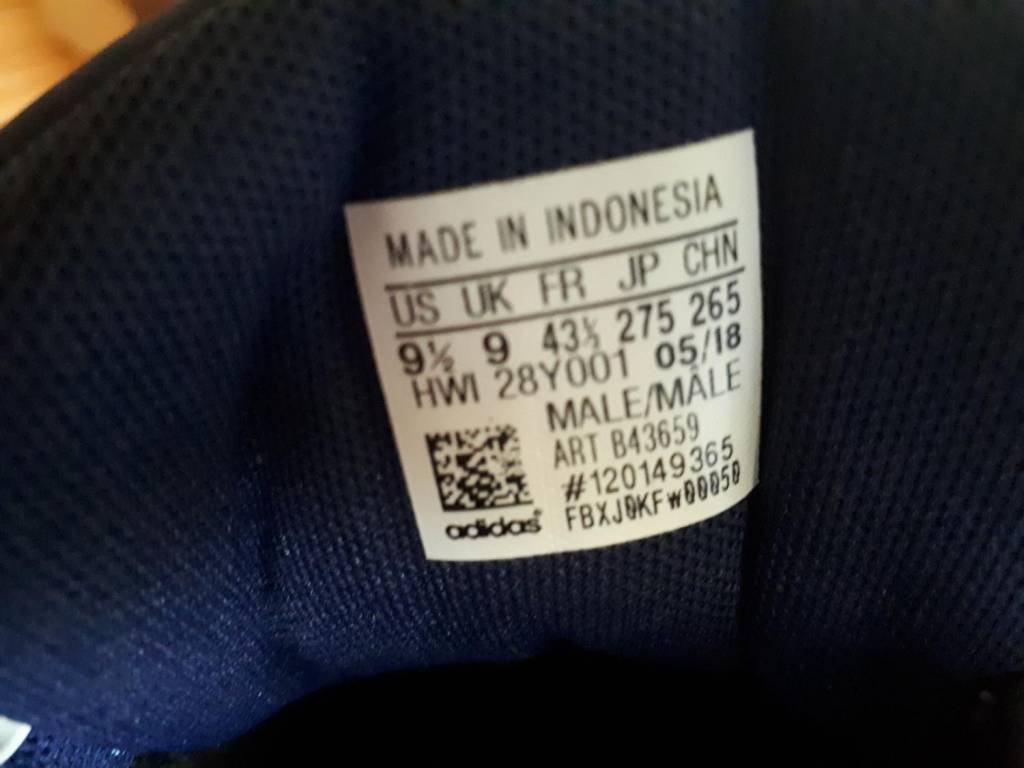 MADE IN INDONESIA
US UK FR JP CHN
9½ 9 43⅓ 275 265
HWI 28Y001 05/18
MALE/MÂLE
ART B43659
#120149365
FBXJ0KFW00050
adidas®